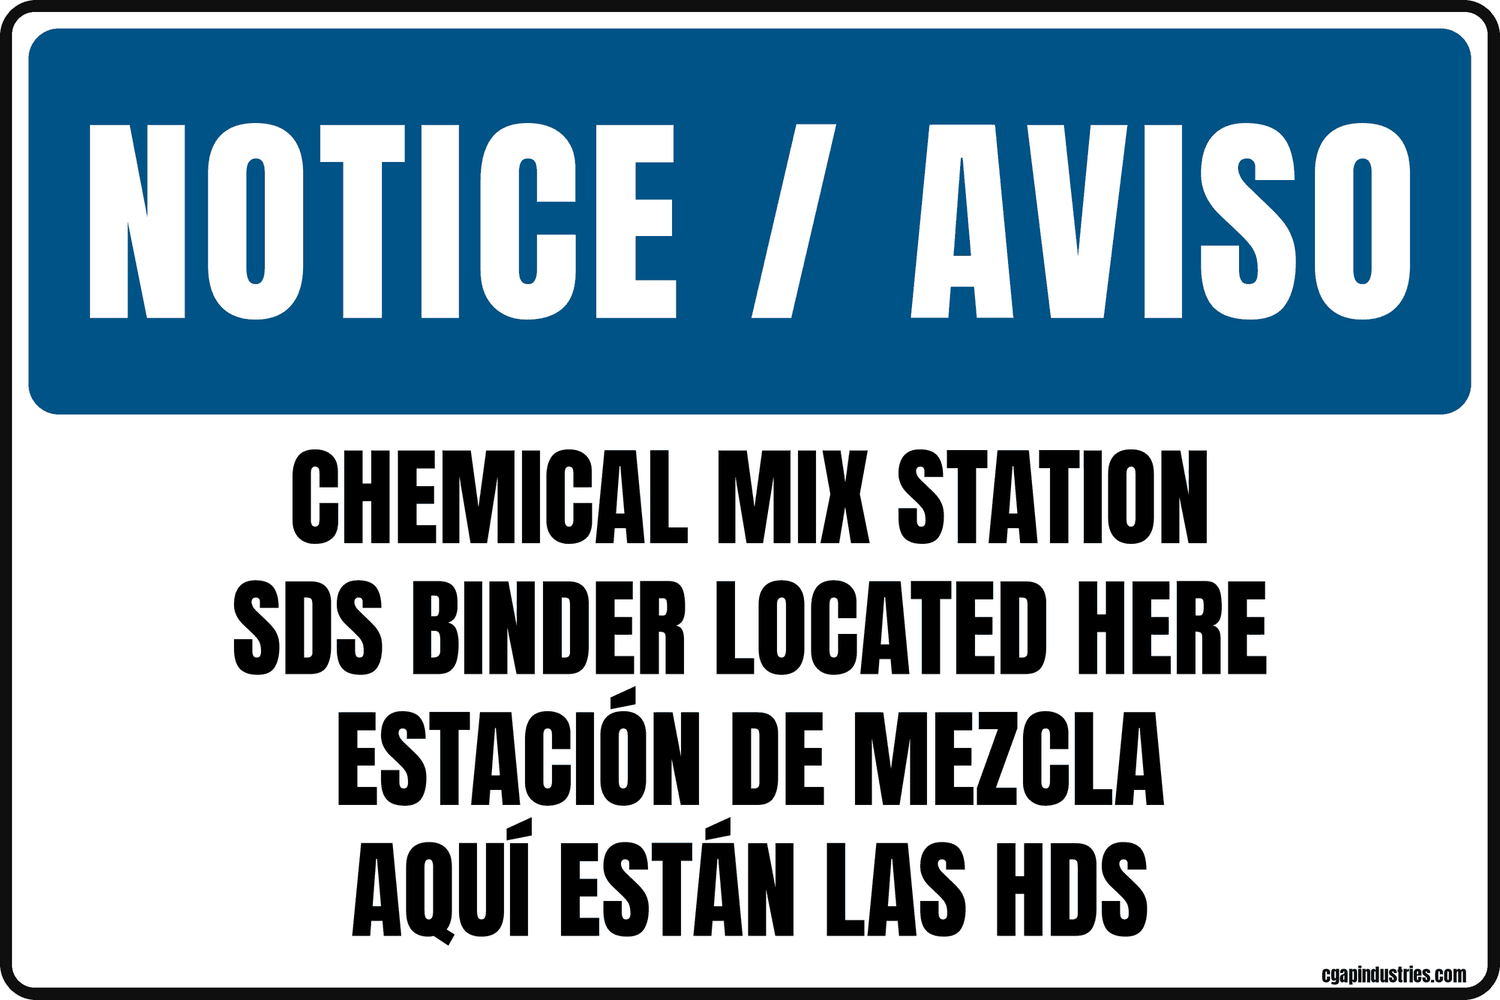 NOTICE / AVISO
CHEMICAL MIX STATION
SDS BINDER LOCATED HERE
ESTACIÓN DE MEZCLA
AQUÍ ESTÁN LAS HDS
cgapindustries.com